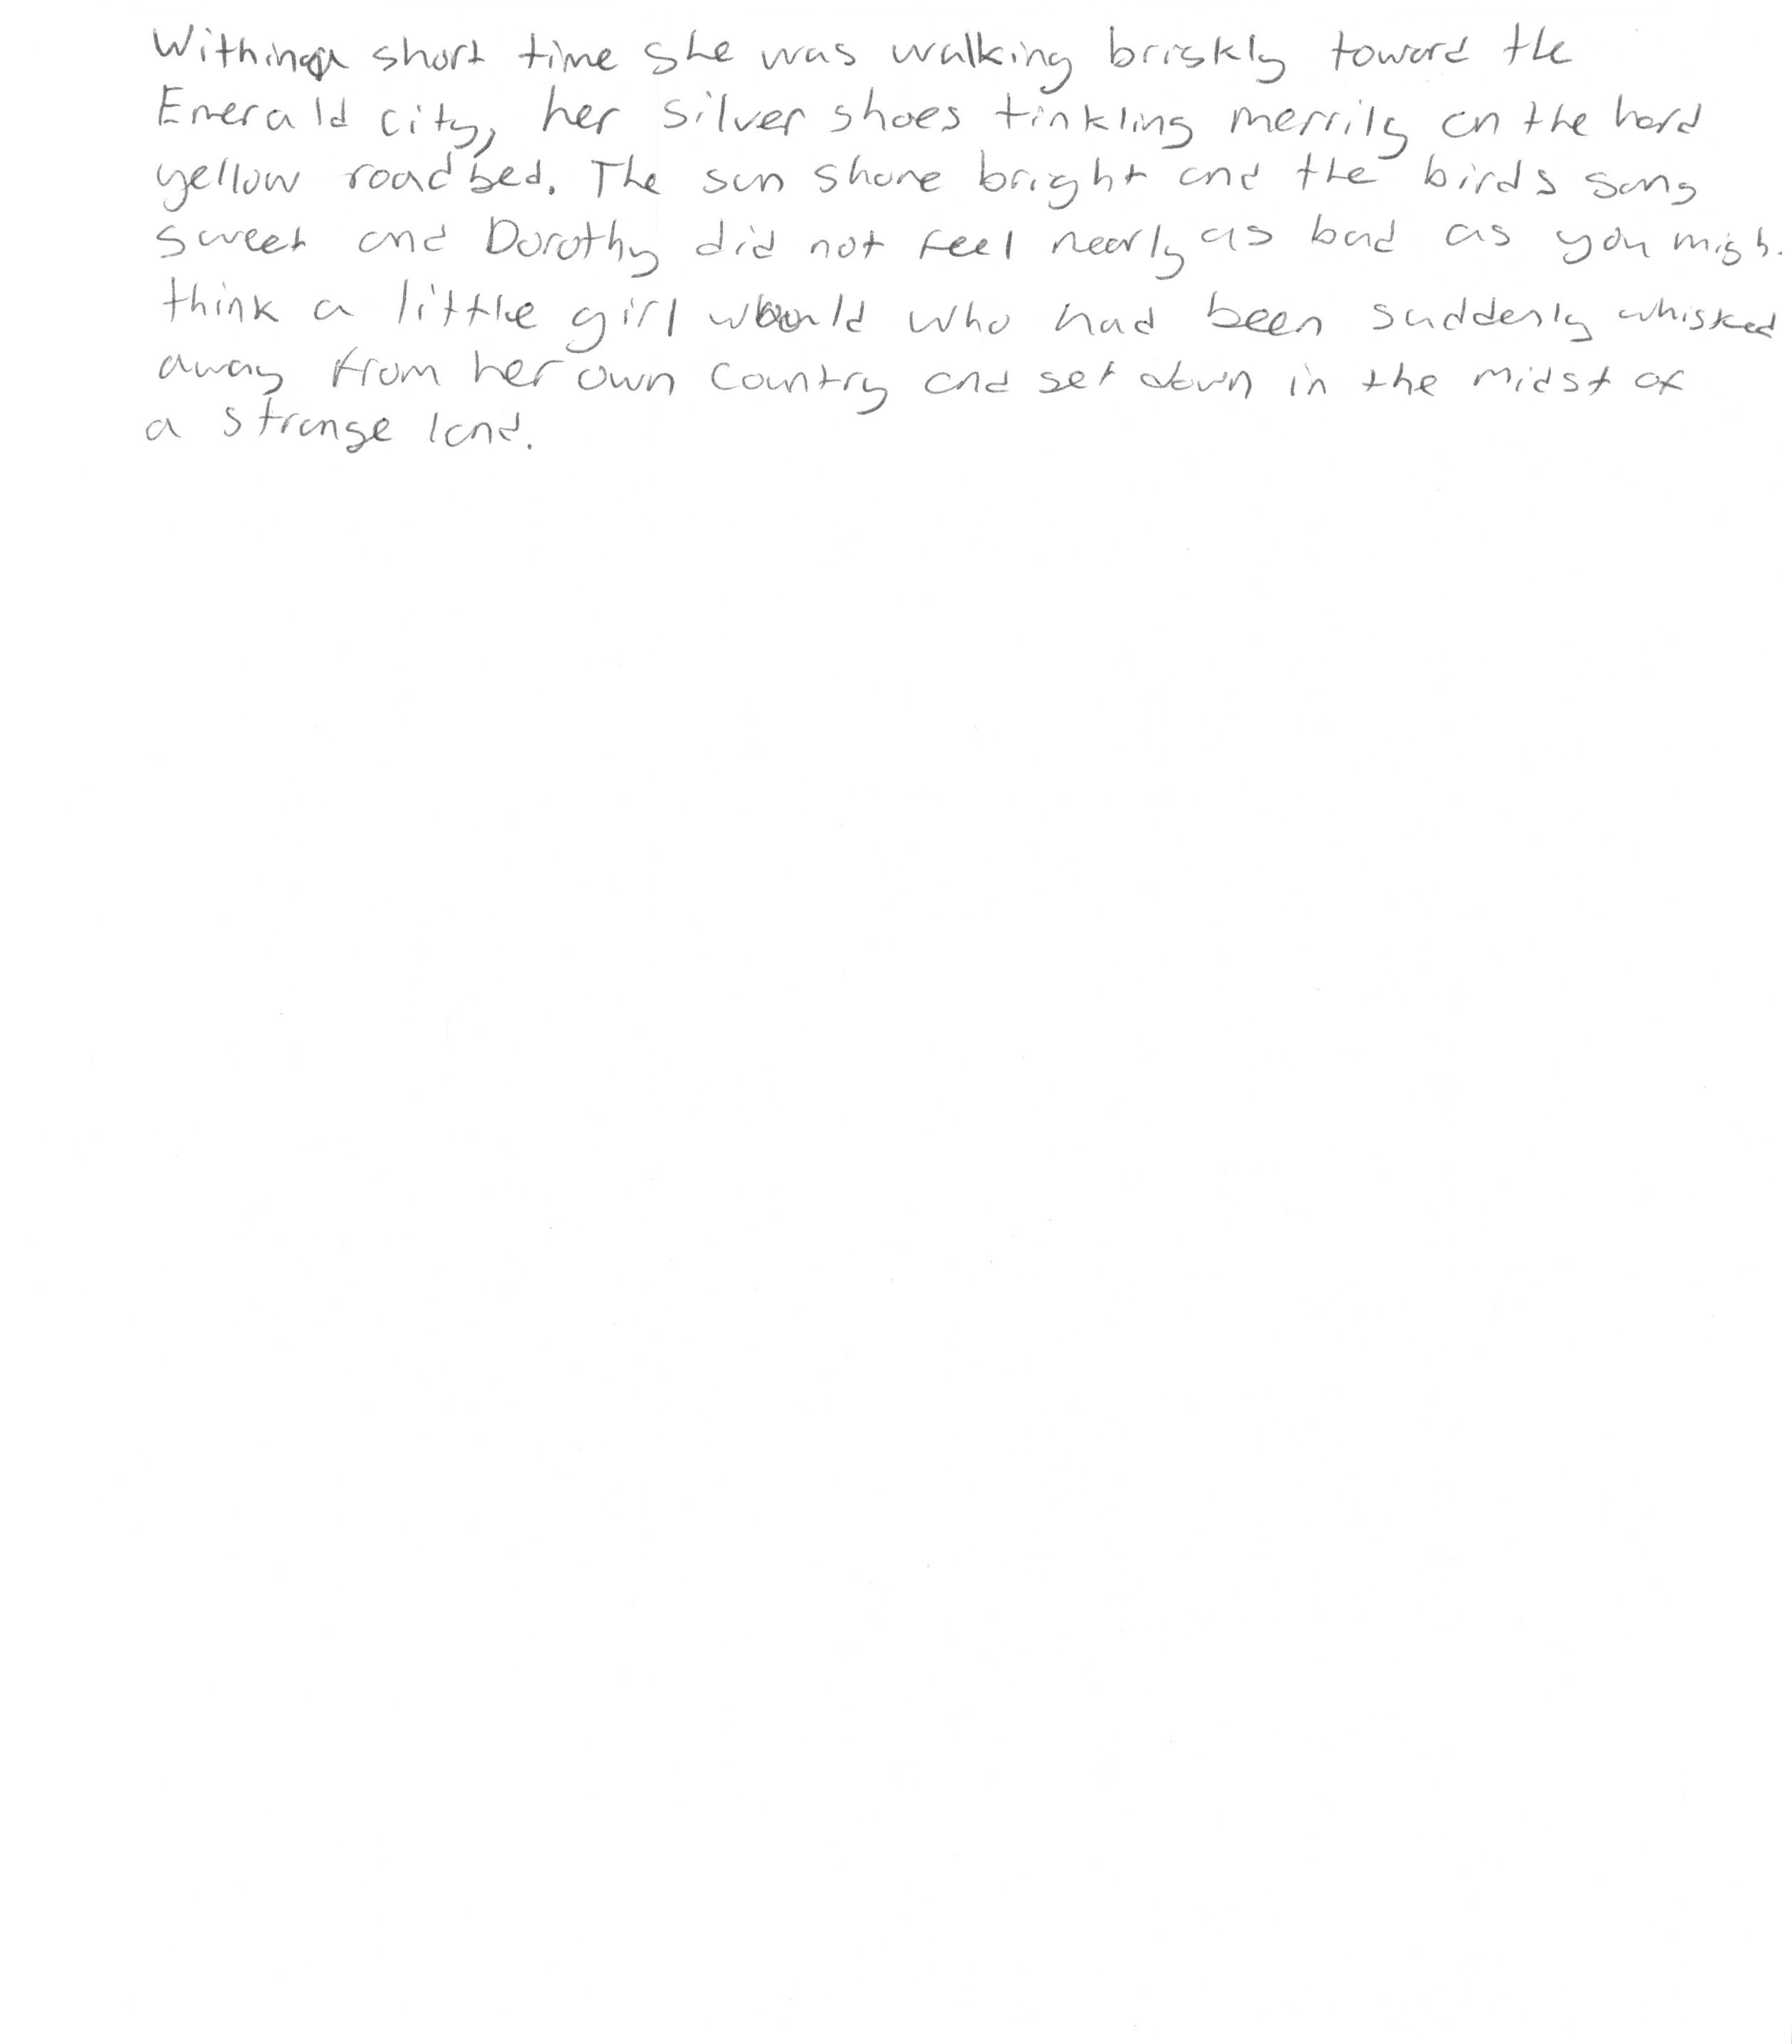 Within a short time she was walking briskly toward the
Emerald city, her silver shoes tinkling merrily on the hard
yellow road bed. The sun shone bright and the birds sang
sweet and Dorothy did not feel nearly as bad as you migh
think a little girl would who had been suddenly whisked
away from her own country and set down in the midst of
a strange land.